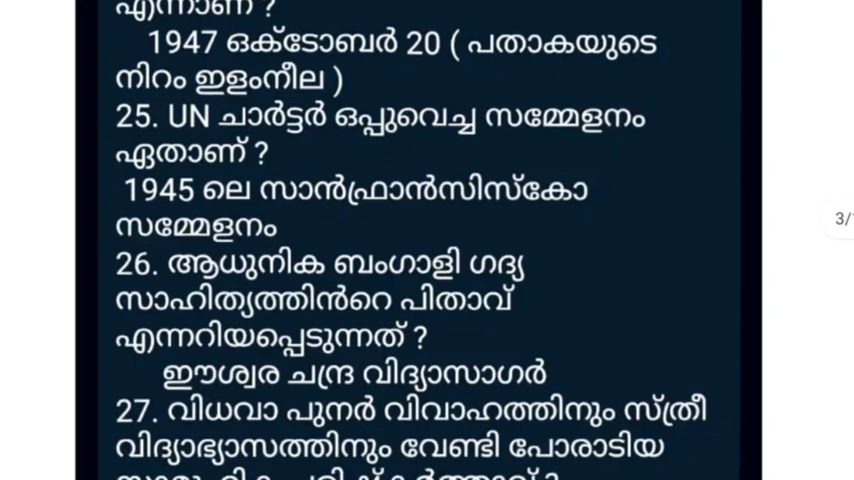 എന്നാണ് ?
1947 ഒക്ടോബർ 20 ( പതാകയുടെ
നിറം ഇളംനീല )
25. UN ചാർട്ടർ ഒപ്പുവെച്ച സമ്മേളനം
ഏതാണ് ?
1945 ലെ സാൻഫ്രാൻസിസ്കോ
സമ്മേളനം
26. ആധുനിക ബംഗാളി ഗദ്യ
സാഹിത്യത്തിൻറെ പിതാവ്
എന്നറിയപ്പെടുന്നത് ?
ഈശ്വര ചന്ദ്ര വിദ്യാസാഗർ
27. വിധവാ പുനർ വിവാഹത്തിനും സ്ത്രീ
വിദ്യാഭ്യാസത്തിനും വേണ്ടി പോരാടിയ
3/